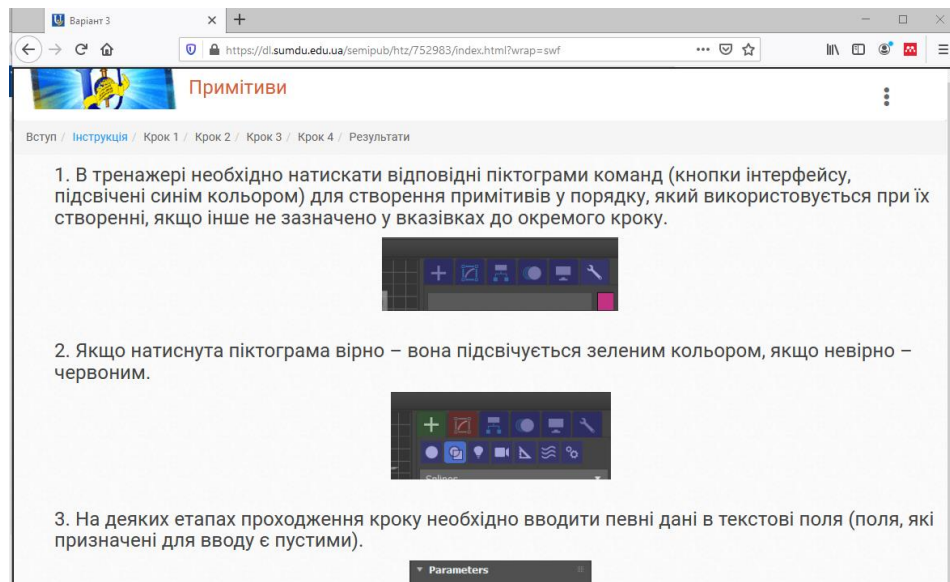 Варіант 3
https://dl.sumdu.edu.ua/semipub/htz/752983/index.html?wrap=swf
Примітиви
Вступ / Інструкція / Крок 1 / Крок 2 / Крок 3 / Крок 4 / Результати
1. В тренажері необхідно натискати відповідні піктограми команд (кнопки інтерфейсу,
підсвічені синім кольором) для створення примітивів у порядку, який використовується при їх
створенні, якщо інше не зазначено у вказівках до окремого кроку.
2. Якщо натиснута піктограма вірно – вона підсвічується зеленим кольором, якщо невірно –
червоним.
Splines
3. На деяких етапах проходження кроку необхідно вводити певні дані в текстові поля (поля, які
призначені для вводу є пустими).
Parameters